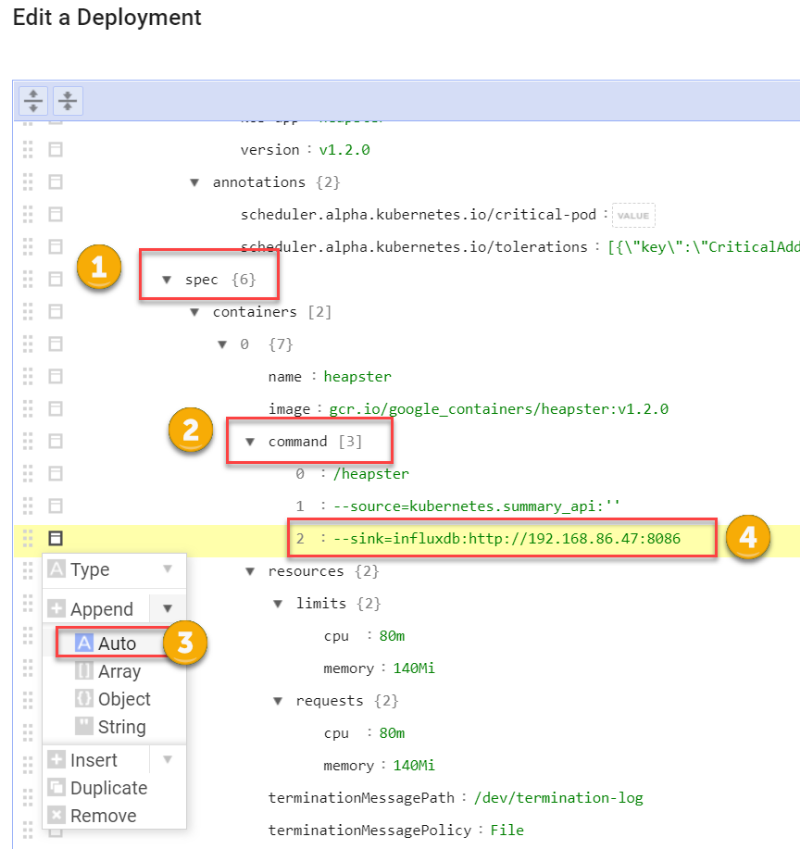 Edit a Deployment
version : v1.2.0
annotations {2}
scheduler.alpha.kubernetes.io/critical-pod : VALUE
scheduler.alpha.kubernetes.io/tolerations : [{\"key\":\"CriticalAdd
1
spec {6}
containers [2]
0 {7}
name : heapster
image : gcr.io/google_containers/heapster:v1.2.0
2
command [3]
0 : /heapster
1 : --source=kubernetes.summary_api:''
2 : --sink=influxdb:http://192.168.86.47:8086
4
A Type
resources {2}
Append
limits {2}
A Auto
3
cpu : 80m
Array
memory : 140Mi
Object
requests {2}
String
cpu : 80m
Insert
memory : 140Mi
Duplicate
terminationMessagePath : /dev/termination-log
Remove
terminationMessagePolicy : File